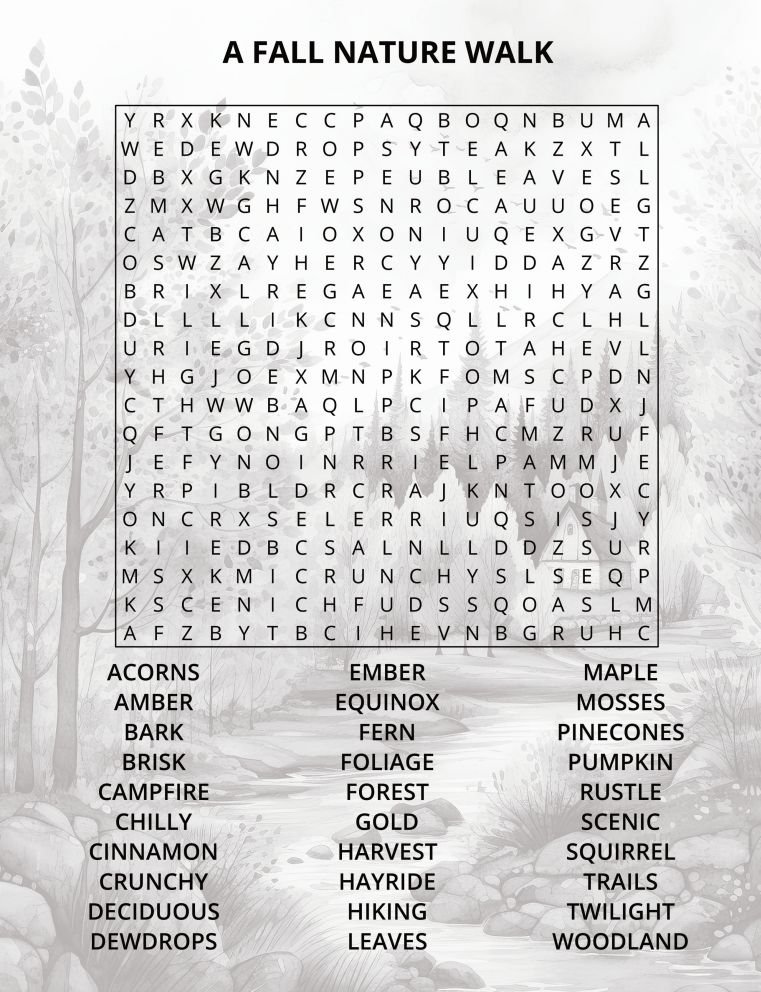 A FALL NATURE WALK
Y R X K N E C C P A Q B O Q N B U M A
W E D E W D R O P S Y T E A K Z X T L
D B X G K N Z E P E U B L E A V E S L
Z M X W G H F W S N R O C A U U O E G
C A T B C A I O X O N I U Q E X G V T
O S W Z A Y H E R C Y Y I D D A Z R Z
B R I X L R E G A E A E X H I H Y A G
D L L L L I K C N N S Q L L R C L H L
U R I E G D J R O I R T O T A H E V L
Y H G J O E X M N P K F O M S C P D N
C T H W W B A Q L P C I P A F U D X J
Q F T G O N G P T B S F H C M Z R U F
J E F Y N O I N R R I E L P A M M J E
Y R P I B L D R C R A J K N T O O X C
O N C R X S E L E R R I U Q S I S J Y
K I I E D B C S A L N L L D D Z S U R
M S X K M I C R U N C H Y S L S E Q P
K S C E N I C H F U D S S Q O A S L M
A F Z B Y T B C I H E V N B G R U H C
ACORNS EMBER MAPLE
AMBER EQUINOX MOSSES
BARK FERN PINECONES
BRISK FOLIAGE PUMPKIN
CAMPFIRE FOREST RUSTLE
CHILLY GOLD SCENIC
CINNAMON HARVEST SQUIRREL
CRUNCHY HAYRIDE TRAILS
DECIDUOUS HIKING TWILIGHT
DEWDROPS LEAVES WOODLAND